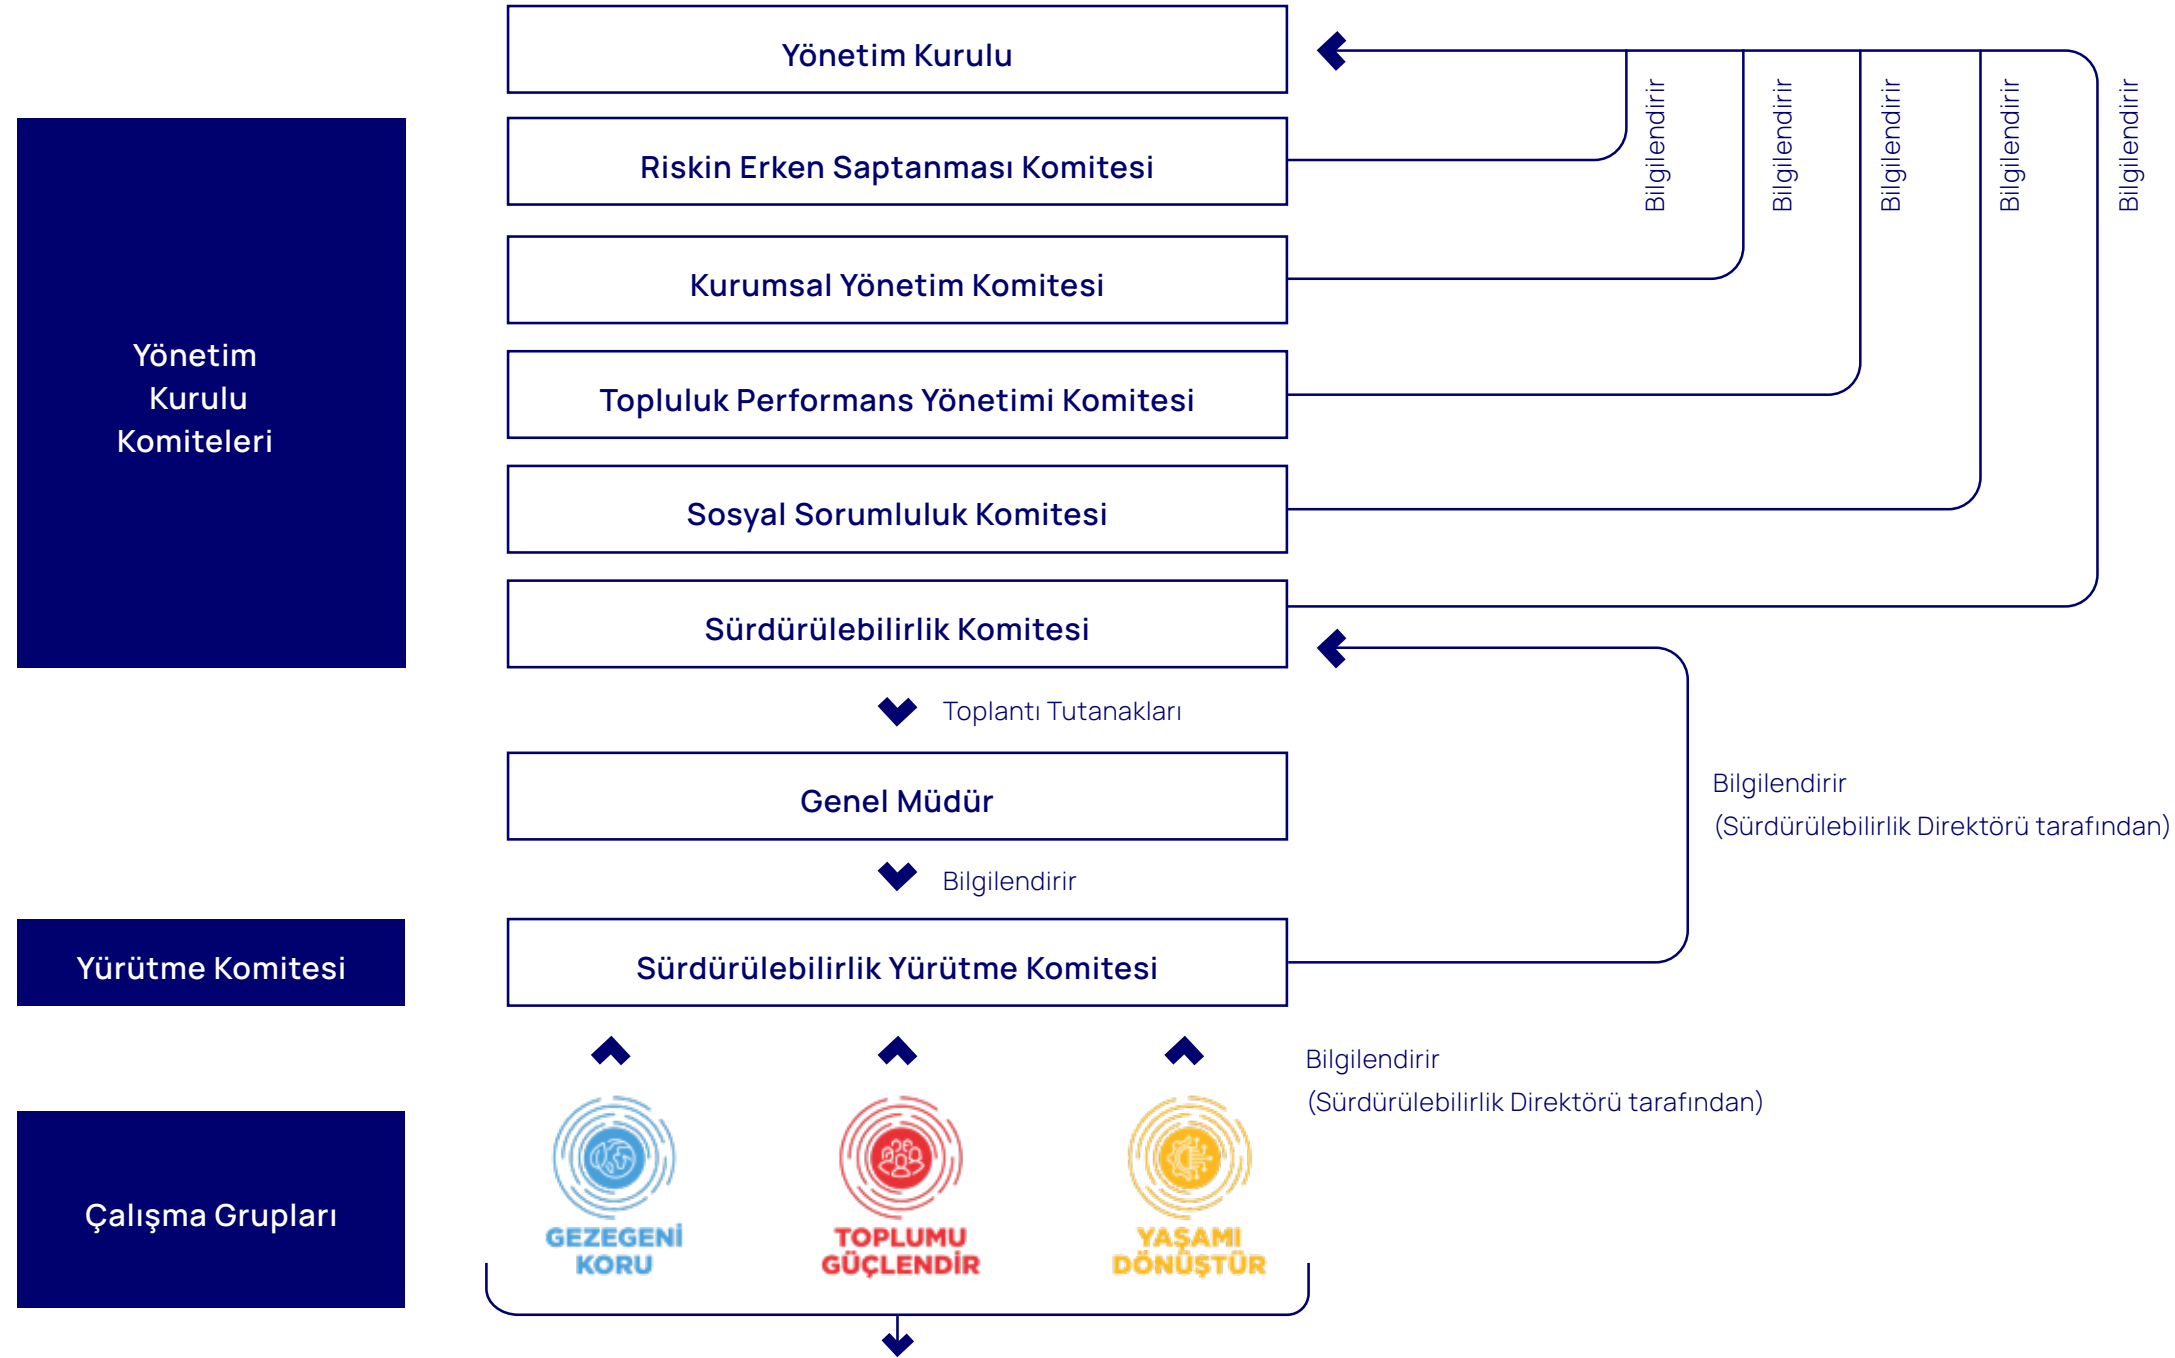 Yönetim Kurulu
Bilgilendirir
Bilgilendirir
Bilgilendirir
Bilgilendirir
Bilgilendirir
Yönetim
Kurulu
Komiteleri
Riskin Erken Saptanması Komitesi
Kurumsal Yönetim Komitesi
Topluluk Performans Yönetimi Komitesi
Sosyal Sorumluluk Komitesi
Sürdürülebilirlik Komitesi
Toplantı Tutanakları
Genel Müdür
Bilgilendirir
(Sürdürülebilirlik Direktörü tarafından)
Bilgilendirir
Yürütme Komitesi
Sürdürülebilirlik Yürütme Komitesi
Bilgilendirir
(Sürdürülebilirlik Direktörü tarafından)
Çalışma Grupları
GEZEGENİ
KORU
TOPLUMU
GÜÇLENDİR
YAŞAMI
DÖNÜŞTÜR